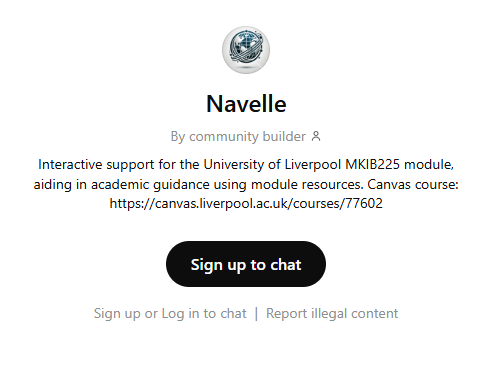 Navelle
By community builder
Interactive support for the University of Liverpool MKIB225 module,
aiding in academic guidance using module resources. Canvas course:
https://canvas.liverpool.ac.uk/courses/77602
Sign up to chat
Sign up or Log in to chat | Report illegal content